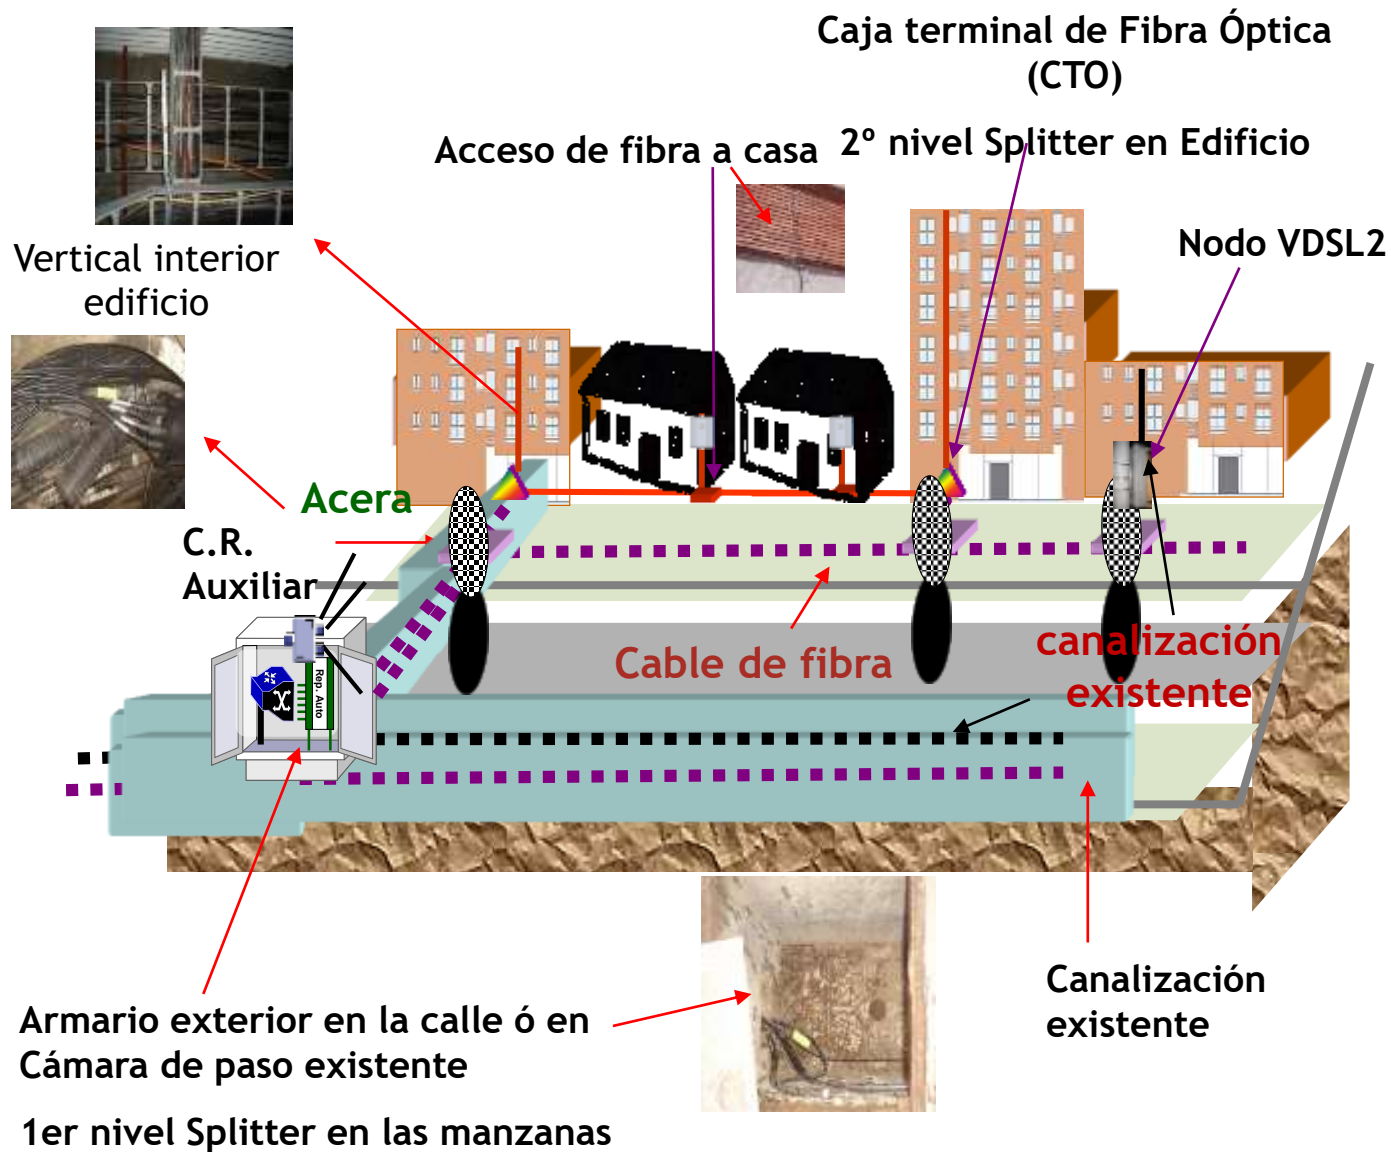 Caja terminal de Fibra Óptica
(CTO)
Acceso de fibra a casa
2º nivel Splitter en Edificio
Nodo VDSL2
Vertical interior
edificio
Acera
C.R.
Auxiliar
Rep. Auto
Cable de fibra
canalización
existente
Canalización
existente
Armario exterior en la calle ó en
Cámara de paso existente
1er nivel Splitter en las manzanas